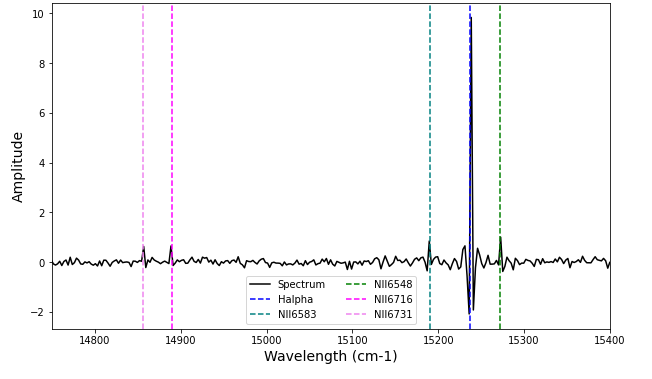 10
8
6
4
2
0
−2
Amplitude
Spectrum
Halpha
NII6583
NII6548
NII6716
NII6731
14800 14900 15000 15100 15200 15300 15400
Wavelength (cm-1)